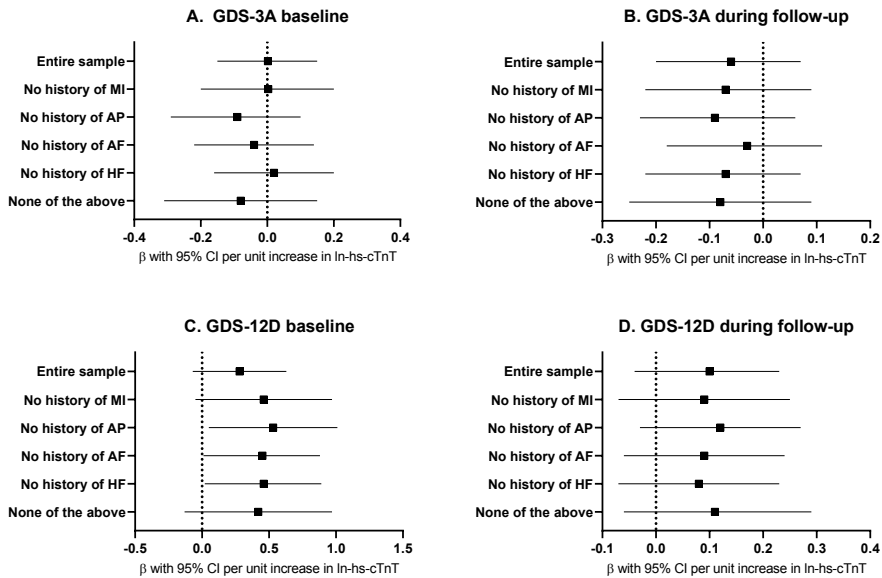 A. GDS-3A baseline
Entire sample
No history of MI
No history of AP
No history of AF
No history of HF
None of the above
-0.4 -0.2 0.0 0.2 0.4
β with 95% CI per unit increase in ln-hs-cTnT
B. GDS-3A during follow-up
Entire sample
No history of MI
No history of AP
No history of AF
No history of HF
None of the above
-0.3 -0.2 -0.1 0.0 0.1 0.2
β with 95% CI per unit increase in ln-hs-cTnT
C. GDS-12D baseline
Entire sample
No history of MI
No history of AP
No history of AF
No history of HF
None of the above
-0.5 0.0 0.5 1.0 1.5
β with 95% CI per unit increase in ln-hs-cTnT
D. GDS-12D during follow-up
Entire sample
No history of MI
No history of AP
No history of AF
No history of HF
None of the above
-0.1 0.0 0.1 0.2 0.3 0.4
β with 95% CI per unit increase in ln-hs-cTnT